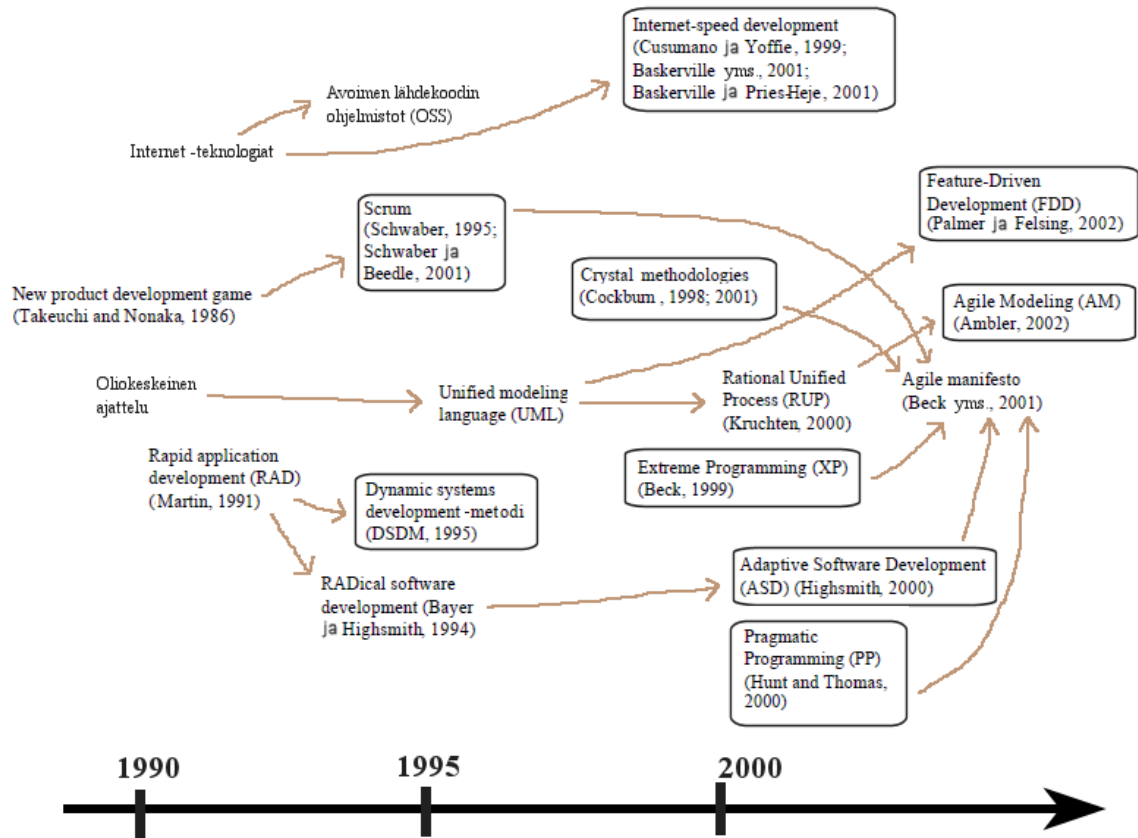 Internet-speed development
(Cusumano ja Yoffie, 1999;
Baskerville yms., 2001;
Baskerville ja Pries-Heje, 2001)
Avoimen lähdekoodin
ohjelmistot (OSS)
Internet -teknologiat
Feature-Driven
Development (FDD)
(Palmer ja Felsing, 2002)
Scrum
(Schwaber, 1995;
Schwaber ja
Beedle, 2001)
Crystal methodologies
(Cockburn , 1998; 2001)
New product development game
(Takeuchi and Nonaka, 1986)
Agile Modeling (AM)
(Ambler, 2002)
Oliokeskeinen
ajattelu
Unified modeling
language (UML)
Rational Unified
Process (RUP)
(Kruchten, 2000)
Agile manifesto
(Beck yms., 2001)
Rapid application
development (RAD)
(Martin, 1991)
Dynamic systems
development -metodi
(DSDM, 1995)
Extreme Programming (XP)
(Beck, 1999)
RADical software
development (Bayer
ja Highsmith, 1994)
Adaptive Software Development
(ASD) (Highsmith, 2000)
Pragmatic
Programming (PP)
(Hunt and Thomas,
2000)
1990
1995
2000